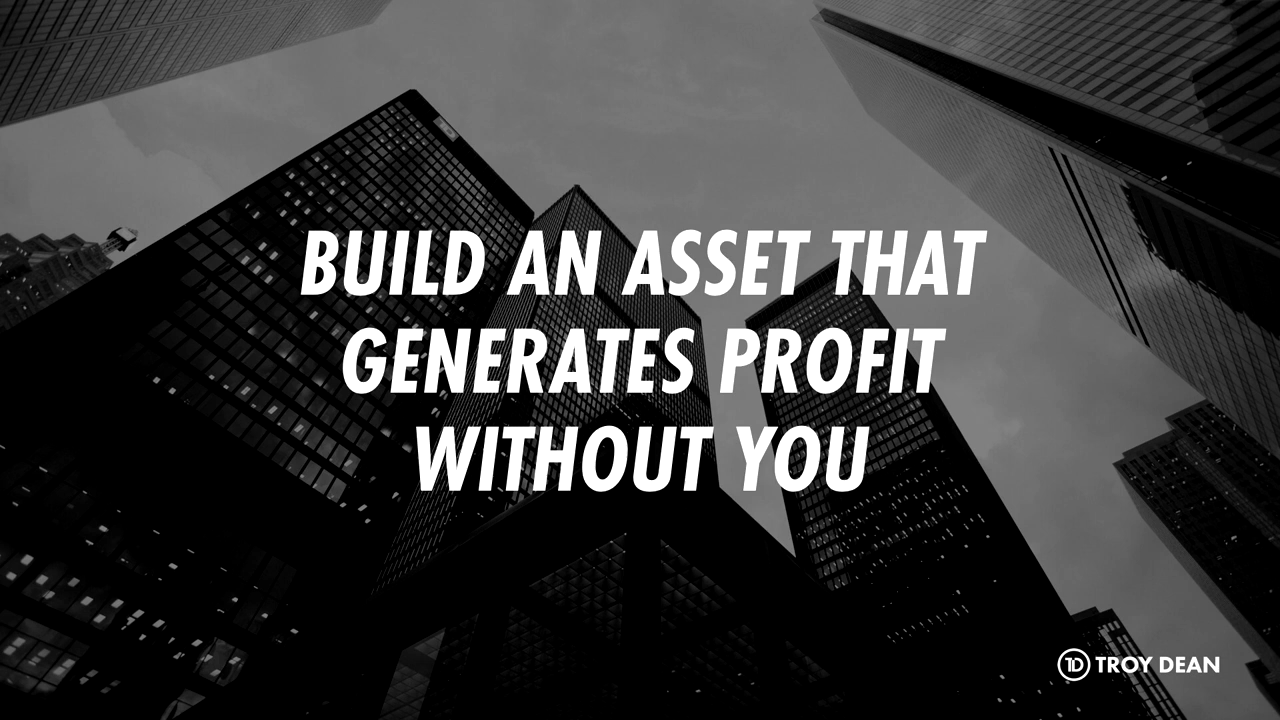 BUILD AN ASSET THAT
GENERATES PROFIT
WITHOUT YOU
TD TROY DEAN